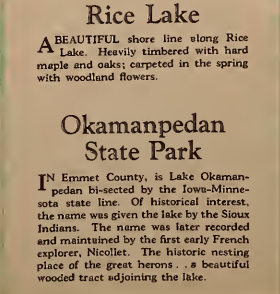 Rice Lake
A BEAUTIFUL shore line along Rice
Lake. Heavily timbered with hard
maple and oaks; carpeted in the spring
with woodland flowers.
Okamanpedan
State Park
IN Emmet County, is Lake Okaman-
pedan bi-sected by the Iowa-Minne-
sota state line. Of historical interest,
the name was given the lake by the Sioux
Indians. The name was later recorded
and maintained by the first early French
explorer, Nicollet. The historic nesting
place of the great herons . . a beautiful
wooded tract adjoining the lake.